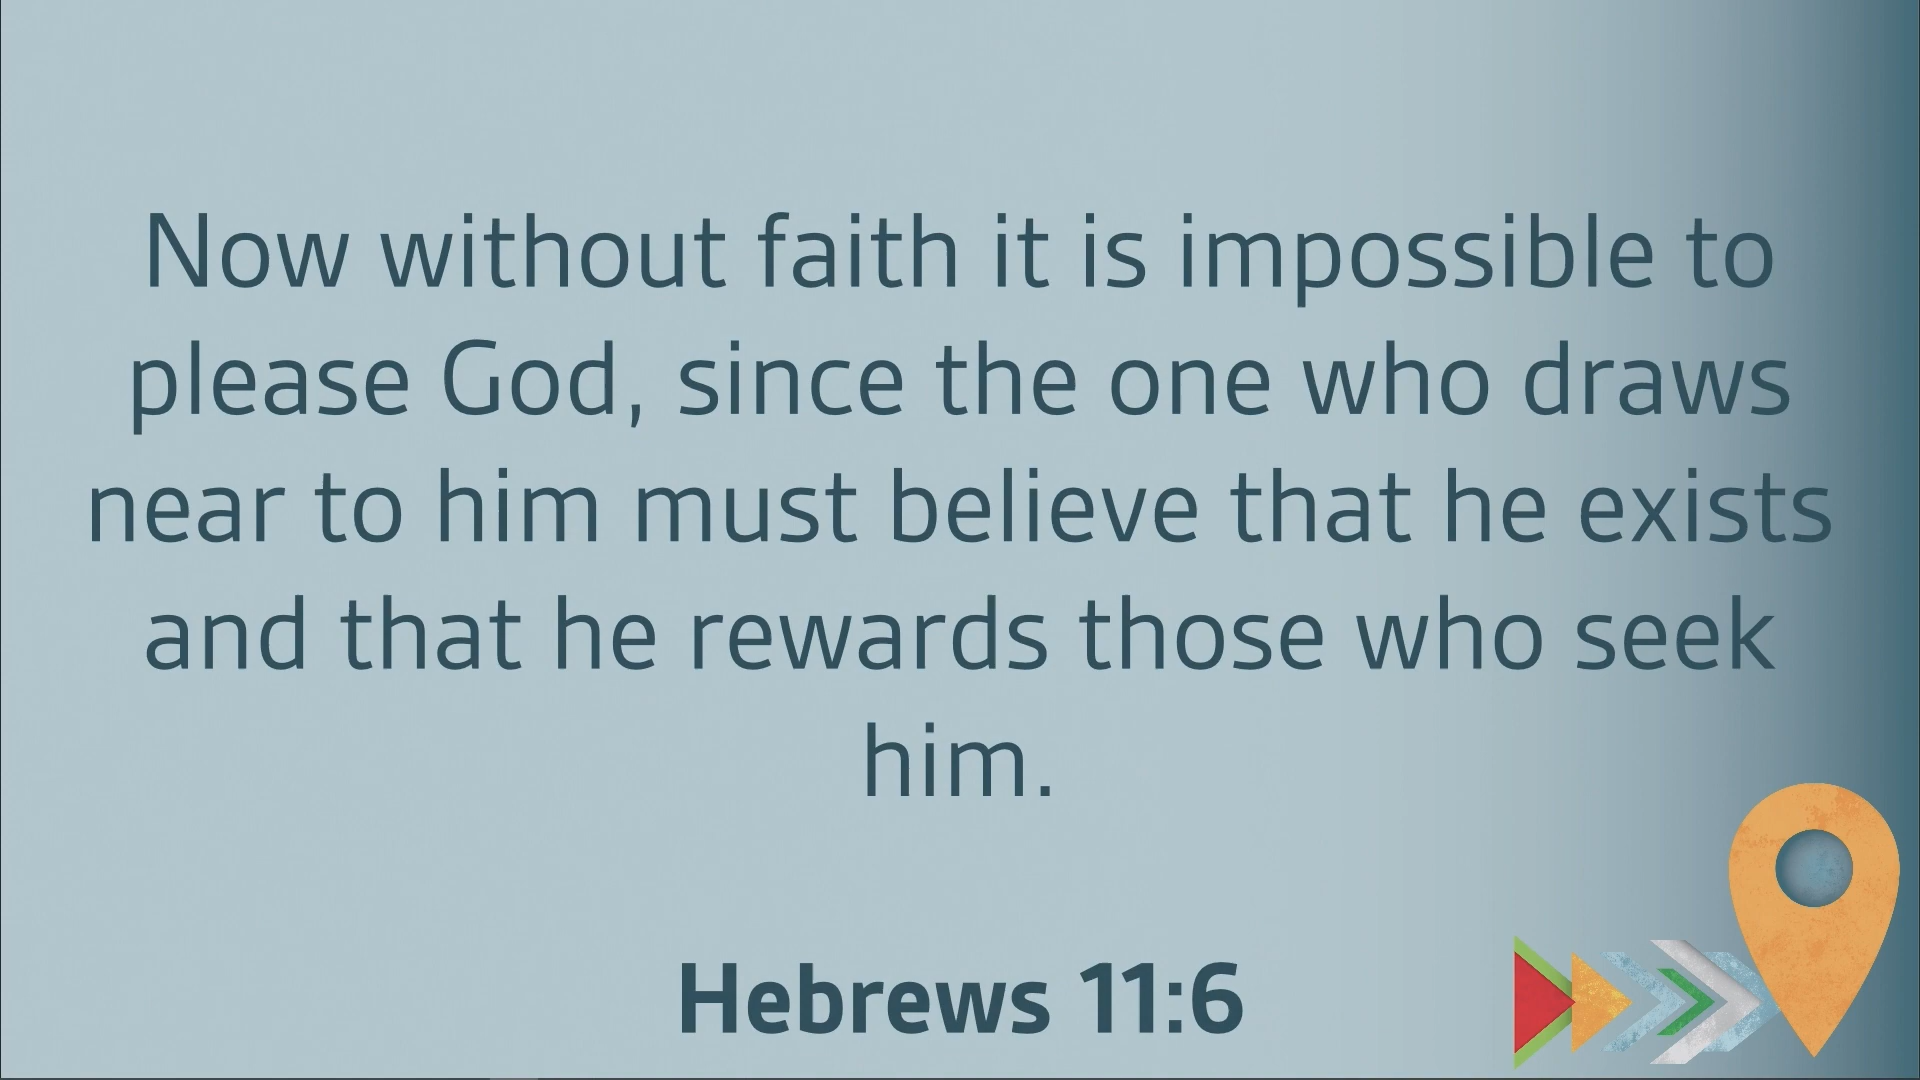 Now without faith it is impossible to
please God, since the one who draws
near to him must believe that he exists
and that he rewards those who seek
him.
Hebrews 11:6